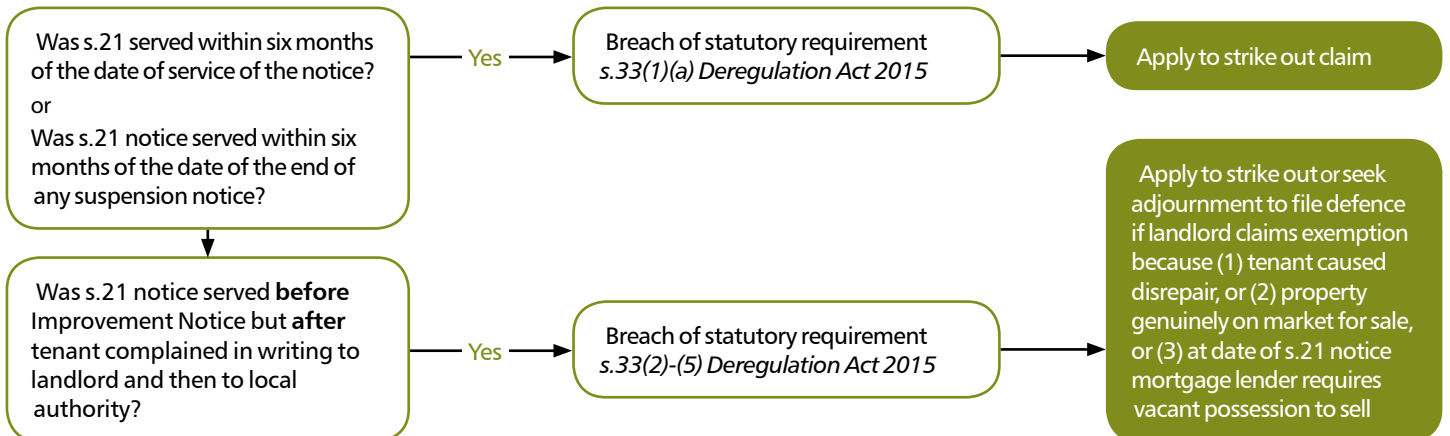 Was s.21 served within six months
of the date of service of the notice?
or
Was s.21 notice served within six
months of the date of the end of
any suspension notice?
Yes
Breach of statutory requirement
s.33(1)(a) Deregulation Act 2015
Apply to strike out claim
Was s.21 notice served before
Improvement Notice but after
tenant complained in writing to
landlord and then to local
authority?
Yes
Breach of statutory requirement
s.33(2)-(5) Deregulation Act 2015
Apply to strike out or seek
adjournment to file defence
if landlord claims exemption
because (1) tenant caused
disrepair, or (2) property
genuinely on market for sale,
or (3) at date of s.21 notice
mortgage lender requires
vacant possession to sell